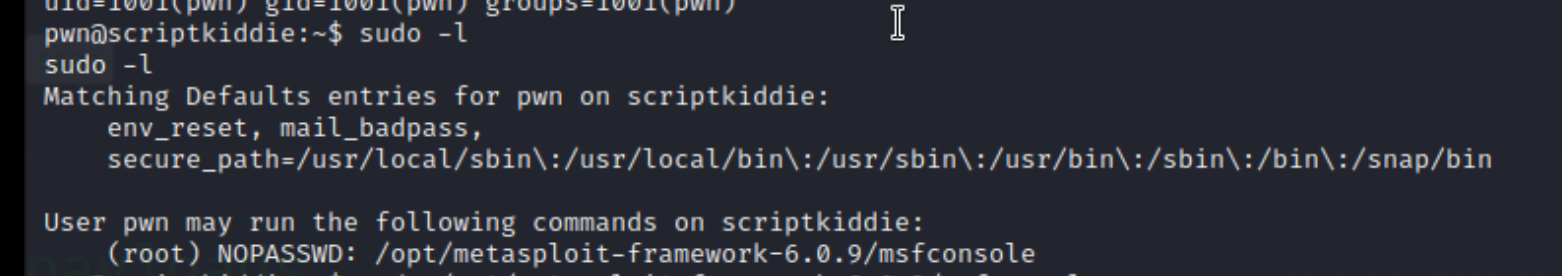 uid=1001(pwn) gid=1001(pwn) groups=1001(pwn)
pwn@scriptkiddie:~$ sudo -l
sudo -l
Matching Defaults entries for pwn on scriptkiddie:
env_reset, mail_badpass,
secure_path=/usr/local/sbin\:/usr/local/bin\:/usr/sbin\:/usr/bin\:/sbin\:/bin\:/snap/bin
User pwn may run the following commands on scriptkiddie:
(root) NOPASSWD: /opt/metasploit-framework-6.0.9/msfconsole